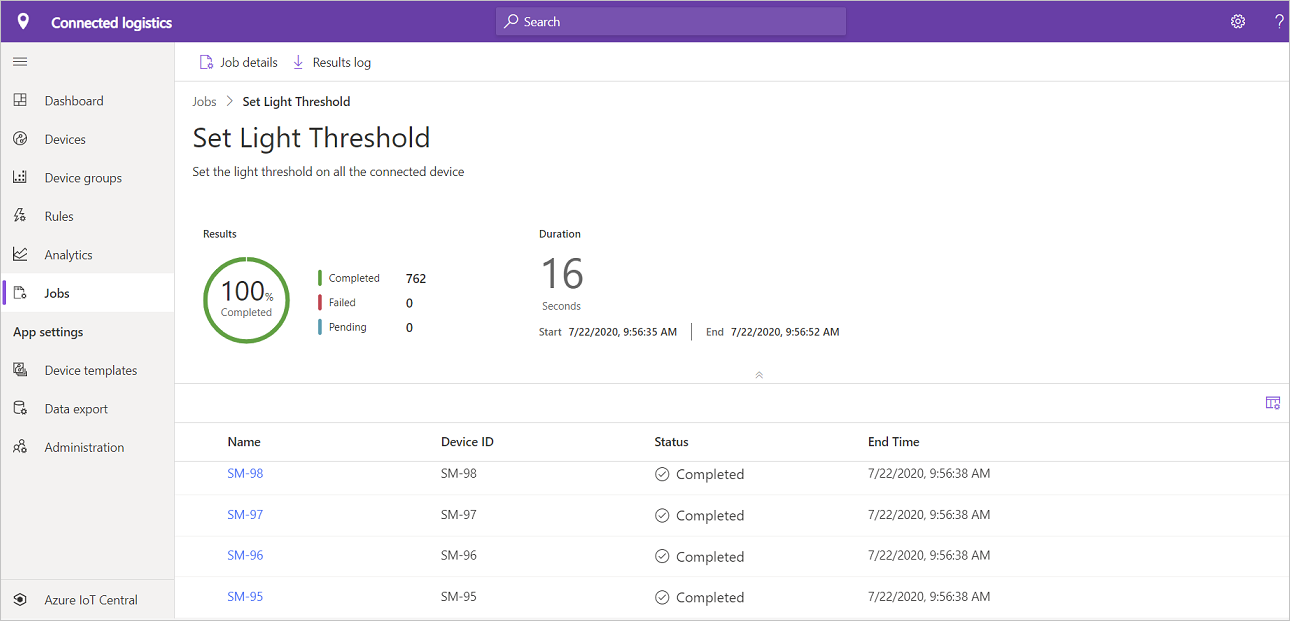 Connected logistics
Search
?
Job details Results log
Dashboard
Devices
Device groups
Rules
Analytics
Jobs
App settings
Device templates
Data export
Administration
Azure IoT Central
Jobs > Set Light Threshold
Set Light Threshold
Set the light threshold on all the connected device
Results
100%
Completed
Completed 762
Failed 0
Pending 0
Duration
16
Seconds
Start 7/22/2020, 9:56:35 AM End 7/22/2020, 9:56:52 AM
Name Device ID Status End Time
SM-98 SM-98 Completed 7/22/2020, 9:56:38 AM
SM-97 SM-97 Completed 7/22/2020, 9:56:38 AM
SM-96 SM-96 Completed 7/22/2020, 9:56:38 AM
SM-95 SM-95 Completed 7/22/2020, 9:56:38 AM